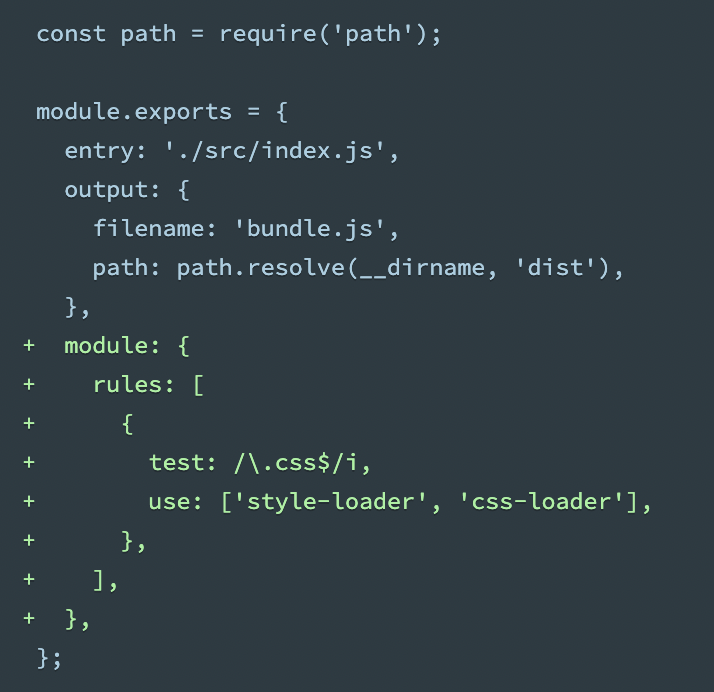 const path = require('path');

module.exports = {
  entry: './src/index.js',
  output: {
    filename: 'bundle.js',
    path: path.resolve(__dirname, 'dist'),
  },
+  module: {
+    rules: [
+      {
+        test: /\.css$/i,
+        use: ['style-loader', 'css-loader'],
+      },
+    ],
+  },
};